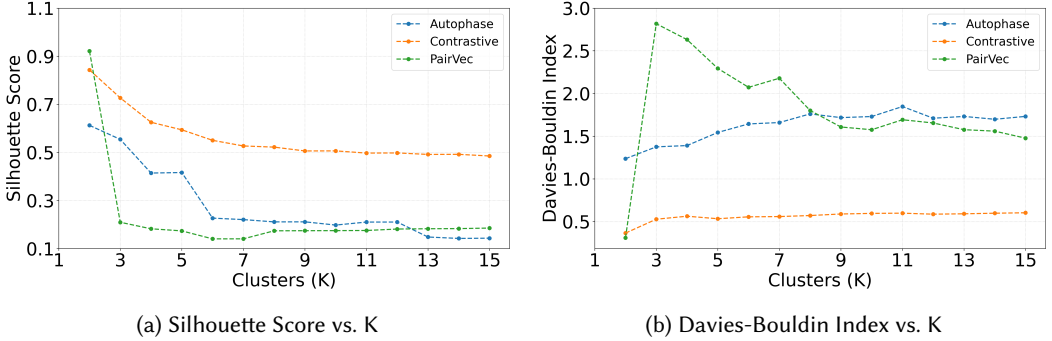 1.1
0.9
0.7
0.5
0.3
0.1
Silhouette Score
1 3 5 7 9 11 13 15
Clusters (K)
Autophase
Contrastive
PairVec
(a) Silhouette Score vs. K
3.0
2.5
2.0
1.5
1.0
0.5
Davies-Bouldin Index
1 3 5 7 9 11 13 15
Clusters (K)
Autophase
Contrastive
PairVec
(b) Davies-Bouldin Index vs. K